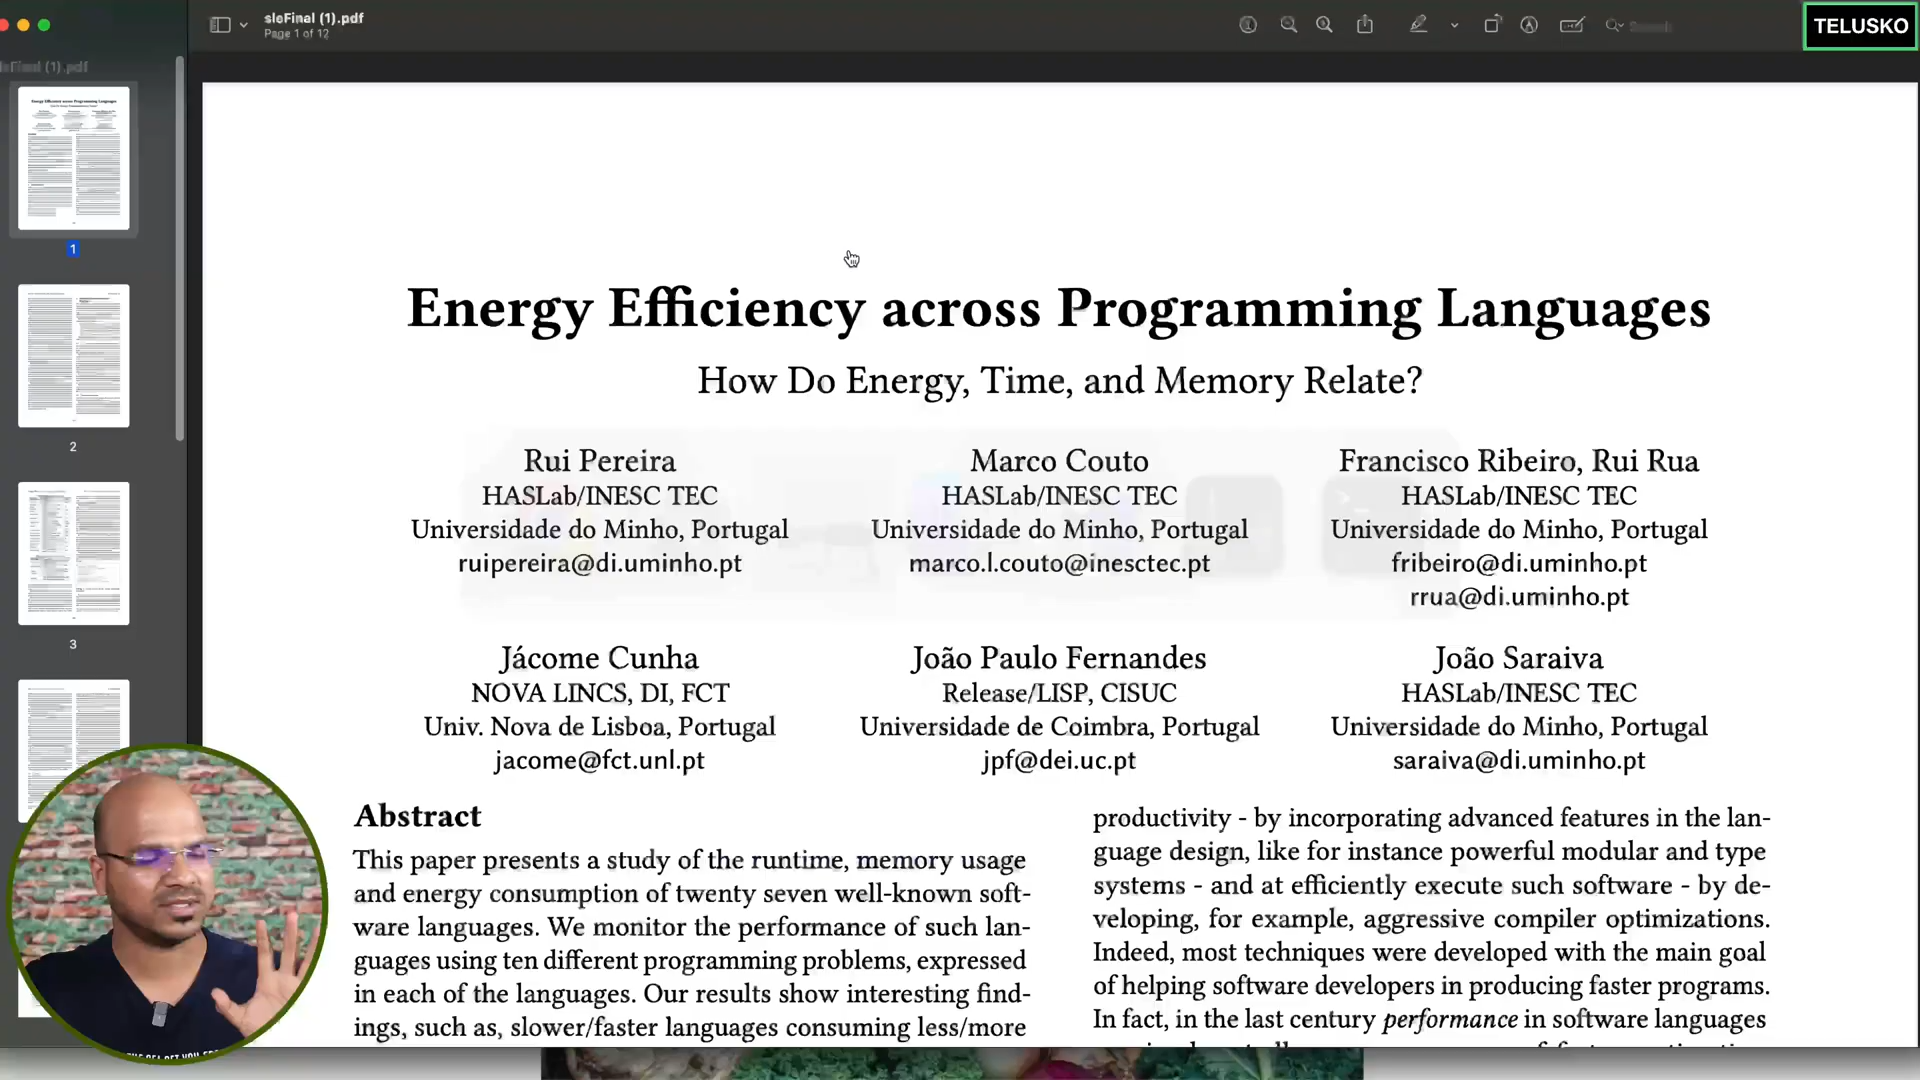 sleFinal (1).pdf
Page 1 of 12
TELUSKO
1
2
3
Energy Efficiency across Programming Languages
How Do Energy, Time, and Memory Relate?
Rui Pereira
HASLab/INESC TEC
Universidade do Minho, Portugal
ruipereira@di.uminho.pt
Marco Couto
HASLab/INESC TEC
Universidade do Minho, Portugal
marco.l.couto@inesctec.pt
Francisco Ribeiro, Rui Rua
HASLab/INESC TEC
Universidade do Minho, Portugal
fribeiro@di.uminho.pt
rrua@di.uminho.pt
Jácome Cunha
NOVA LINCS, DI, FCT
Univ. Nova de Lisboa, Portugal
jacome@fct.unl.pt
João Paulo Fernandes
Release/LISP, CISUC
Universidade de Coimbra, Portugal
jpf@dei.uc.pt
João Saraiva
HASLab/INESC TEC
Universidade do Minho, Portugal
saraiva@di.uminho.pt
Abstract
This paper presents a study of the runtime, memory usage
and energy consumption of twenty seven well-known soft-
ware languages. We monitor the performance of such lan-
guages using ten different programming problems, expressed
in each of the languages. Our results show interesting find-
ings, such as, slower/faster languages consuming less/more
productivity - by incorporating advanced features in the lan-
guage design, like for instance powerful modular and type
systems - and at efficiently execute such software - by de-
veloping, for example, aggressive compiler optimizations.
Indeed, most techniques were developed with the main goal
of helping software developers in producing faster programs.
In fact, in the last century performance in software languages